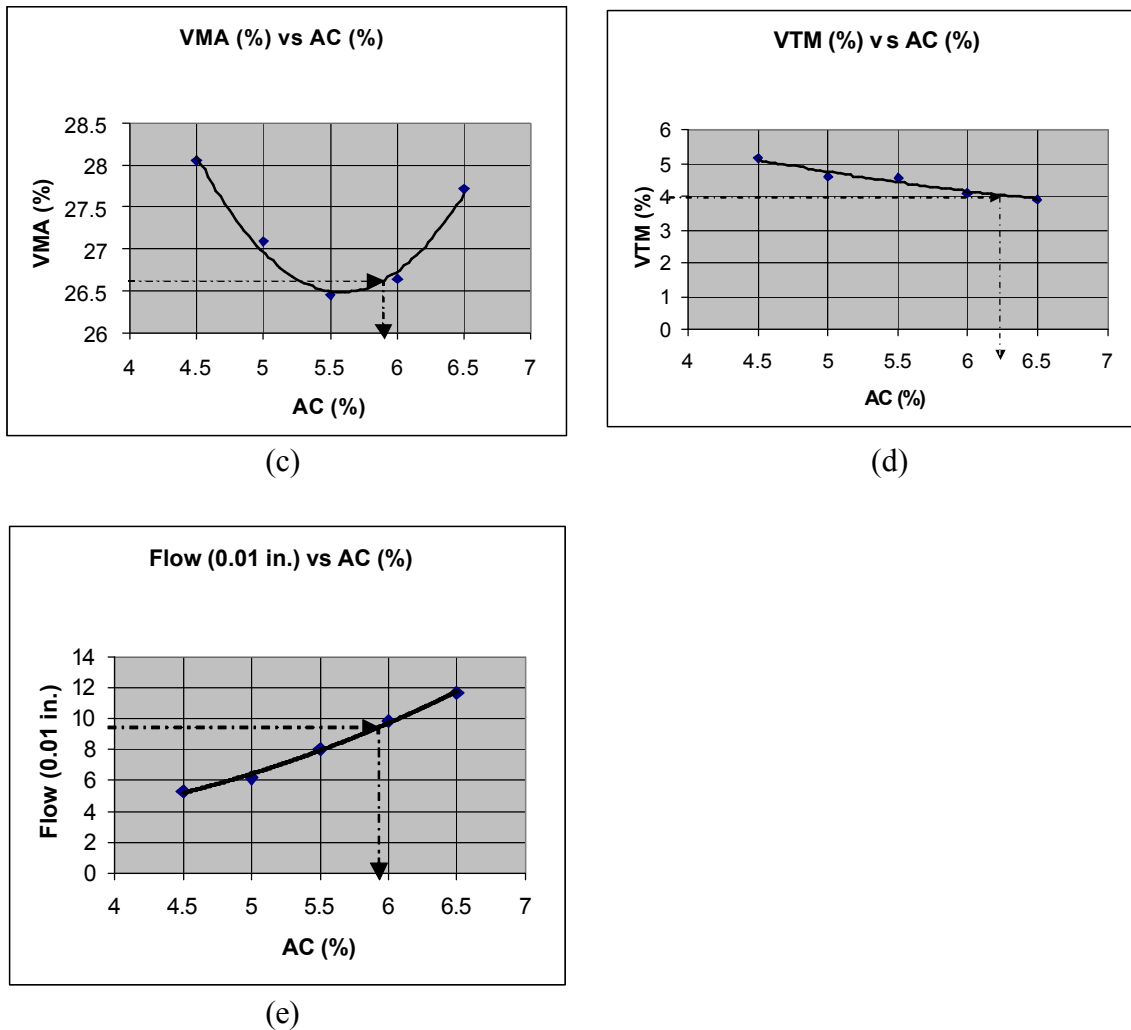 VMA (%) vs AC (%)
28.5
28
27.5
27
26.5
26
VMA (%)
4 4.5 5 5.5 6 6.5 7
AC (%)
(c)
VTM (%) v s AC (%)
6
5
4
3
2
1
0
VTM (%)
4 4.5 5 5.5 6 6.5 7
AC (%)
(d)
Flow (0.01 in.) vs AC (%)
14
12
10
8
6
4
2
0
Flow (0.01 in.)
4 4.5 5 5.5 6 6.5 7
AC (%)
(e)